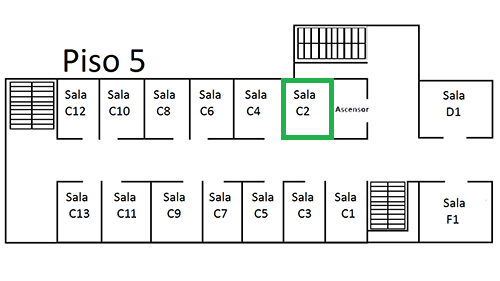 Piso 5
Sala
C12
Sala
C10
Sala
C8
Sala
C6
Sala
C4
Sala
C2
Ascensor
Sala
D1
Sala
C13
Sala
C11
Sala
C9
Sala
C7
Sala
C5
Sala
C3
Sala
C1
Sala
F1